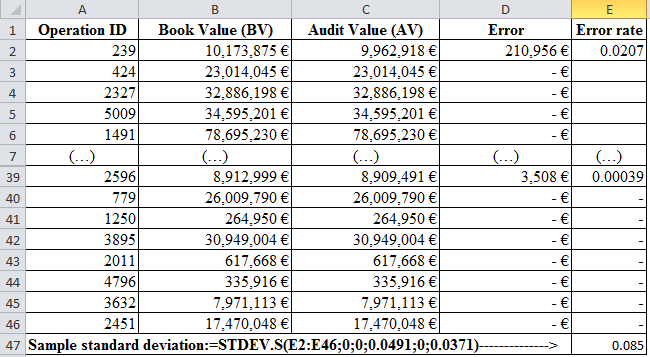 A B C D E
1 Operation ID Book Value (BV) Audit Value (AV) Error Error rate
2 239 10,173,875 € 9,962,918 € 210,956 € 0.0207
3 424 23,014,045 € 23,014,045 € - €
4 2327 32,886,198 € 32,886,198 € - €
5 5009 34,595,201 € 34,595,201 € - €
6 1491 78,695,230 € 78,695,230 € - €
7 (...) (...) (...) (...) (...)
39 2596 8,912,999 € 8,909,491 € 3,508 € 0.00039
40 779 26,009,790 € 26,009,790 € - € -
41 1250 264,950 € 264,950 € - € -
42 3895 30,949,004 € 30,949,004 € - € -
43 2011 617,668 € 617,668 € - € -
44 4796 335,916 € 335,916 € - € -
45 3632 7,971,113 € 7,971,113 € - € -
46 2451 17,470,048 € 17,470,048 € - € -
47 Sample standard deviation:=STDEV.S(E2:E46;0;0;0.0491;0;0.0371)--------------> 0.085